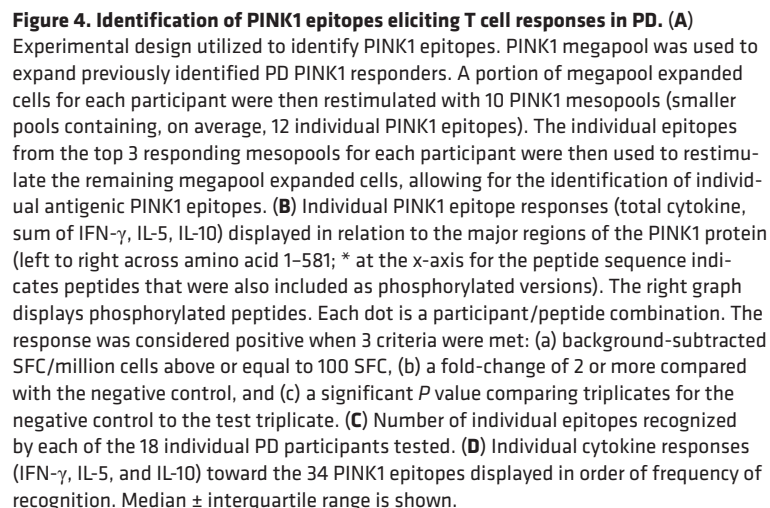 Figure 4. Identification of PINK1 epitopes eliciting T cell responses in PD. (A)
Experimental design utilized to identify PINK1 epitopes. PINK1 megapool was used to
expand previously identified PD PINK1 responders. A portion of megapool expanded
cells for each participant were then restimulated with 10 PINK1 mesopools (smaller
pools containing, on average, 12 individual PINK1 epitopes). The individual epitopes
from the top 3 responding mesopools for each participant were then used to restimu-
late the remaining megapool expanded cells, allowing for the identification of individ-
ual antigenic PINK1 epitopes. (B) Individual PINK1 epitope responses (total cytokine,
sum of IFN-γ, IL-5, IL-10) displayed in relation to the major regions of the PINK1 protein
(left to right across amino acid 1–581; * at the x-axis for the peptide sequence indi-
cates peptides that were also included as phosphorylated versions). The right graph
displays phosphorylated peptides. Each dot is a participant/peptide combination. The
response was considered positive when 3 criteria were met: (a) background-subtracted
SFC/million cells above or equal to 100 SFC, (b) a fold-change of 2 or more compared
with the negative control, and (c) a significant P value comparing triplicates for the
negative control to the test triplicate. (C) Number of individual epitopes recognized
by each of the 18 individual PD participants tested. (D) Individual cytokine responses
(IFN-γ, IL-5, and IL-10) toward the 34 PINK1 epitopes displayed in order of frequency of
recognition. Median ± interquartile range is shown.